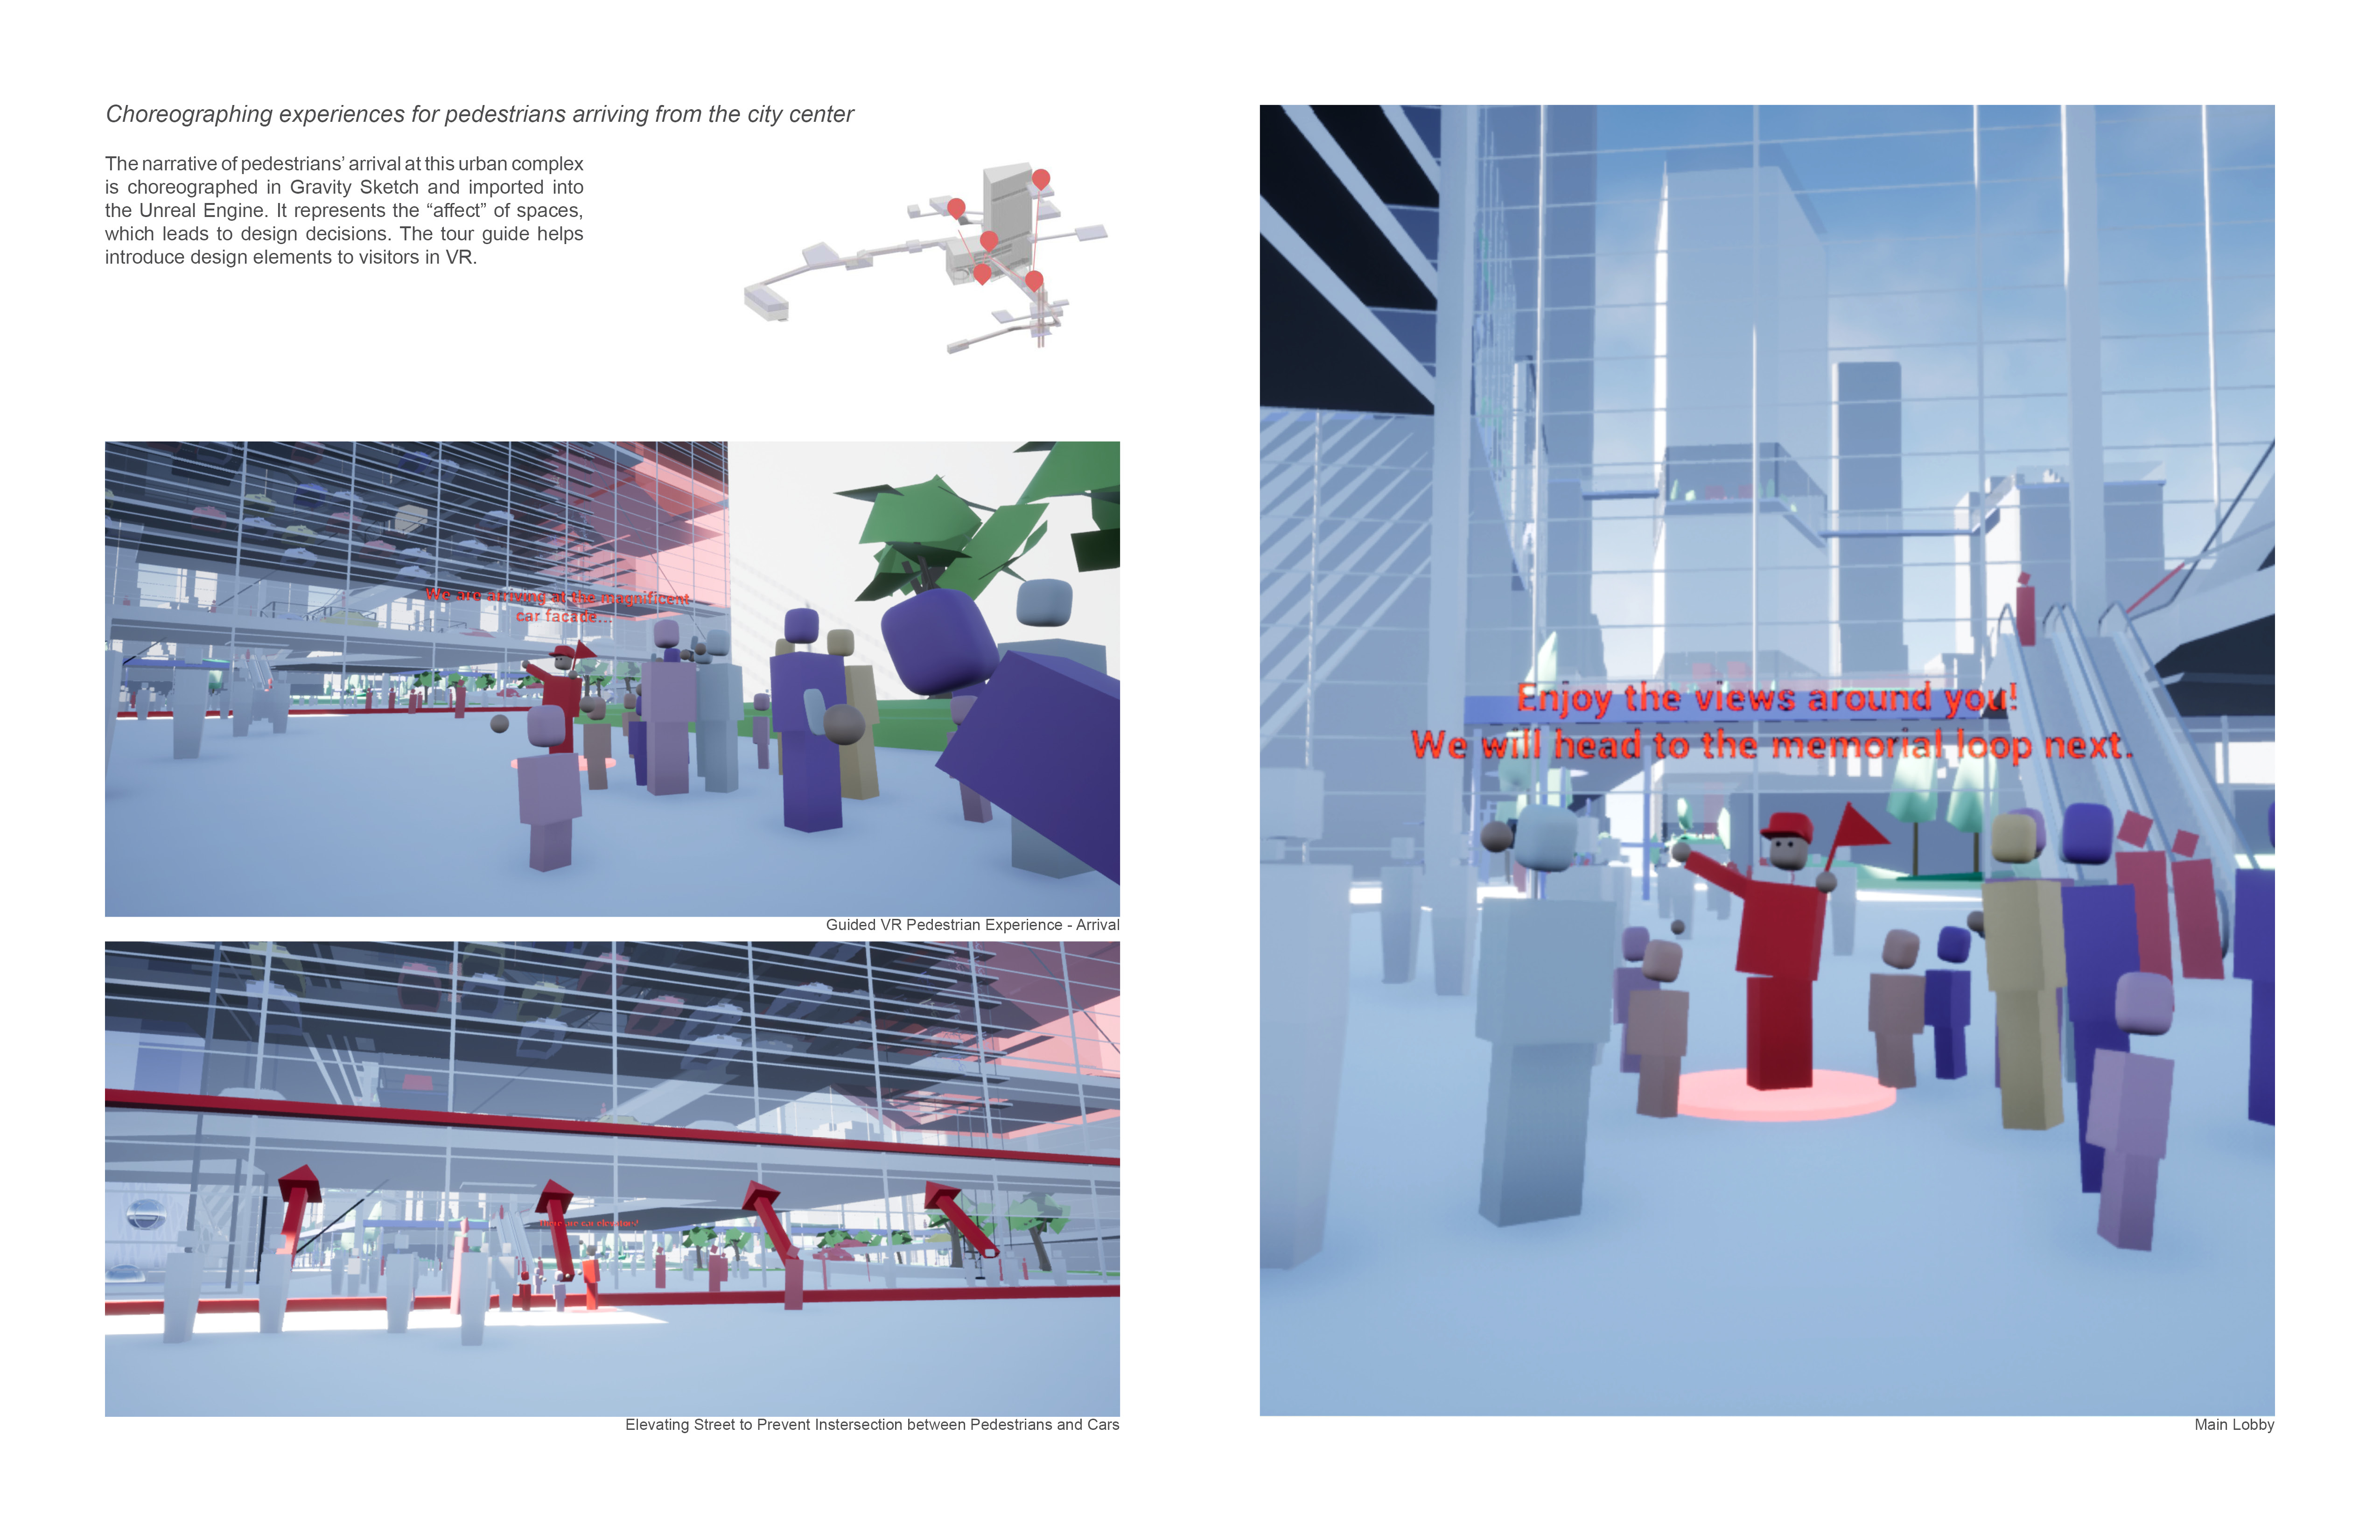 Choreographing experiences for pedestrians arriving from the city center
The narrative of pedestrians’ arrival at this urban complex
is choreographed in Gravity Sketch and imported into
the Unreal Engine. It represents the “affect” of spaces,
which leads to design decisions. The tour guide helps
introduce design elements to visitors in VR.
We are arriving at the magnificent
car facade...
Guided VR Pedestrian Experience - Arrival
Elevating Street to Prevent Instersection between Pedestrians and Cars
Enjoy the views around you!
We will head to the memorial loop next.
Main Lobby